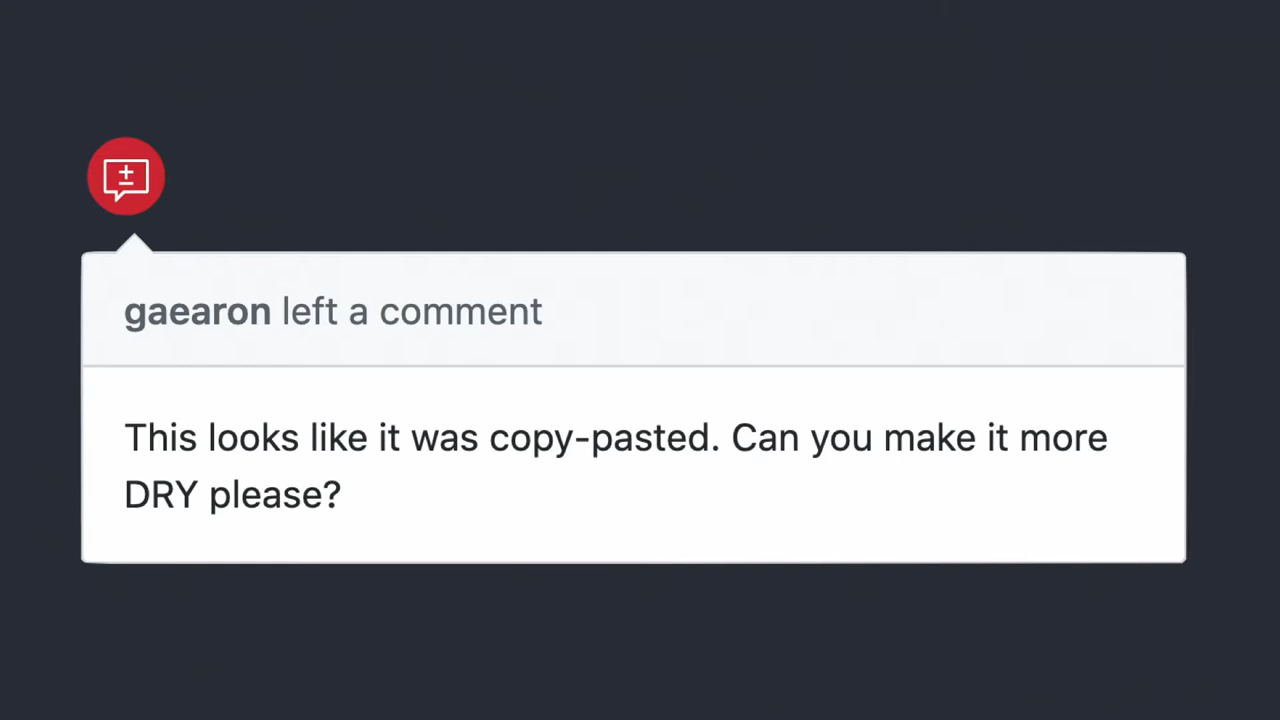 gaearon left a comment
This looks like it was copy-pasted. Can you make it more
DRY please?